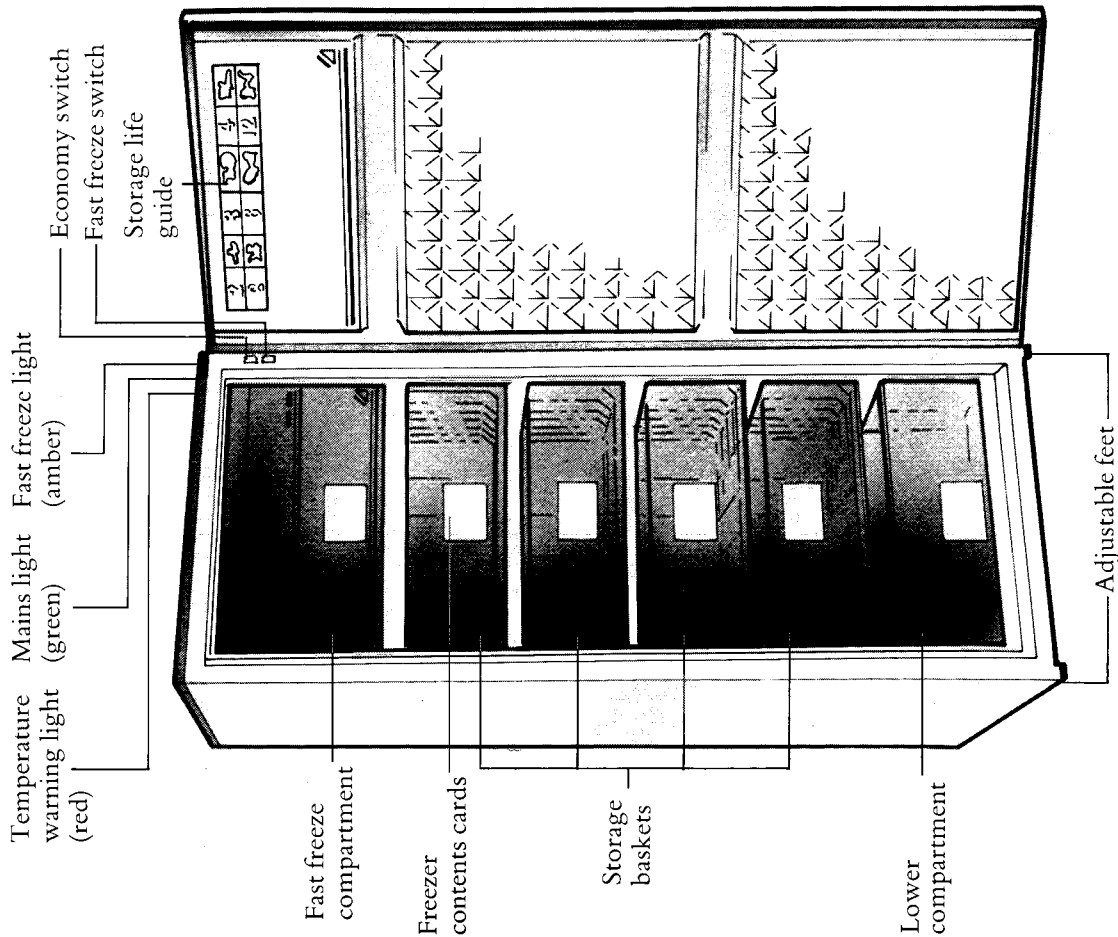 Temperature
warning light
(red)
Mains light
(green)
Fast freeze light
(amber)
Economy switch
Fast freeze switch
Storage life
guide
Fast freeze
compartment
Freezer
contents cards
Storage
baskets
Lower
compartment
Adjustable feet